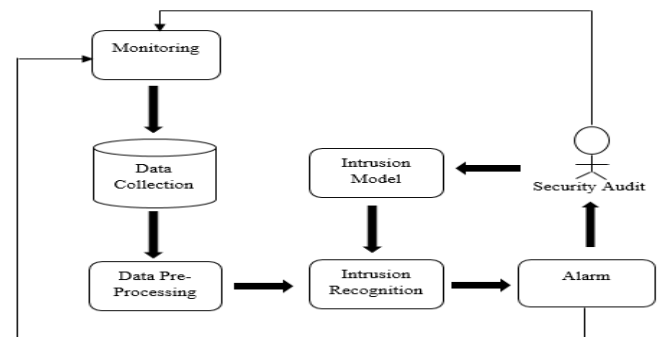 Monitoring
Data
Collection
Intrusion
Model
Security Audit
Data Pre-
Processing
Intrusion
Recognition
Alarm